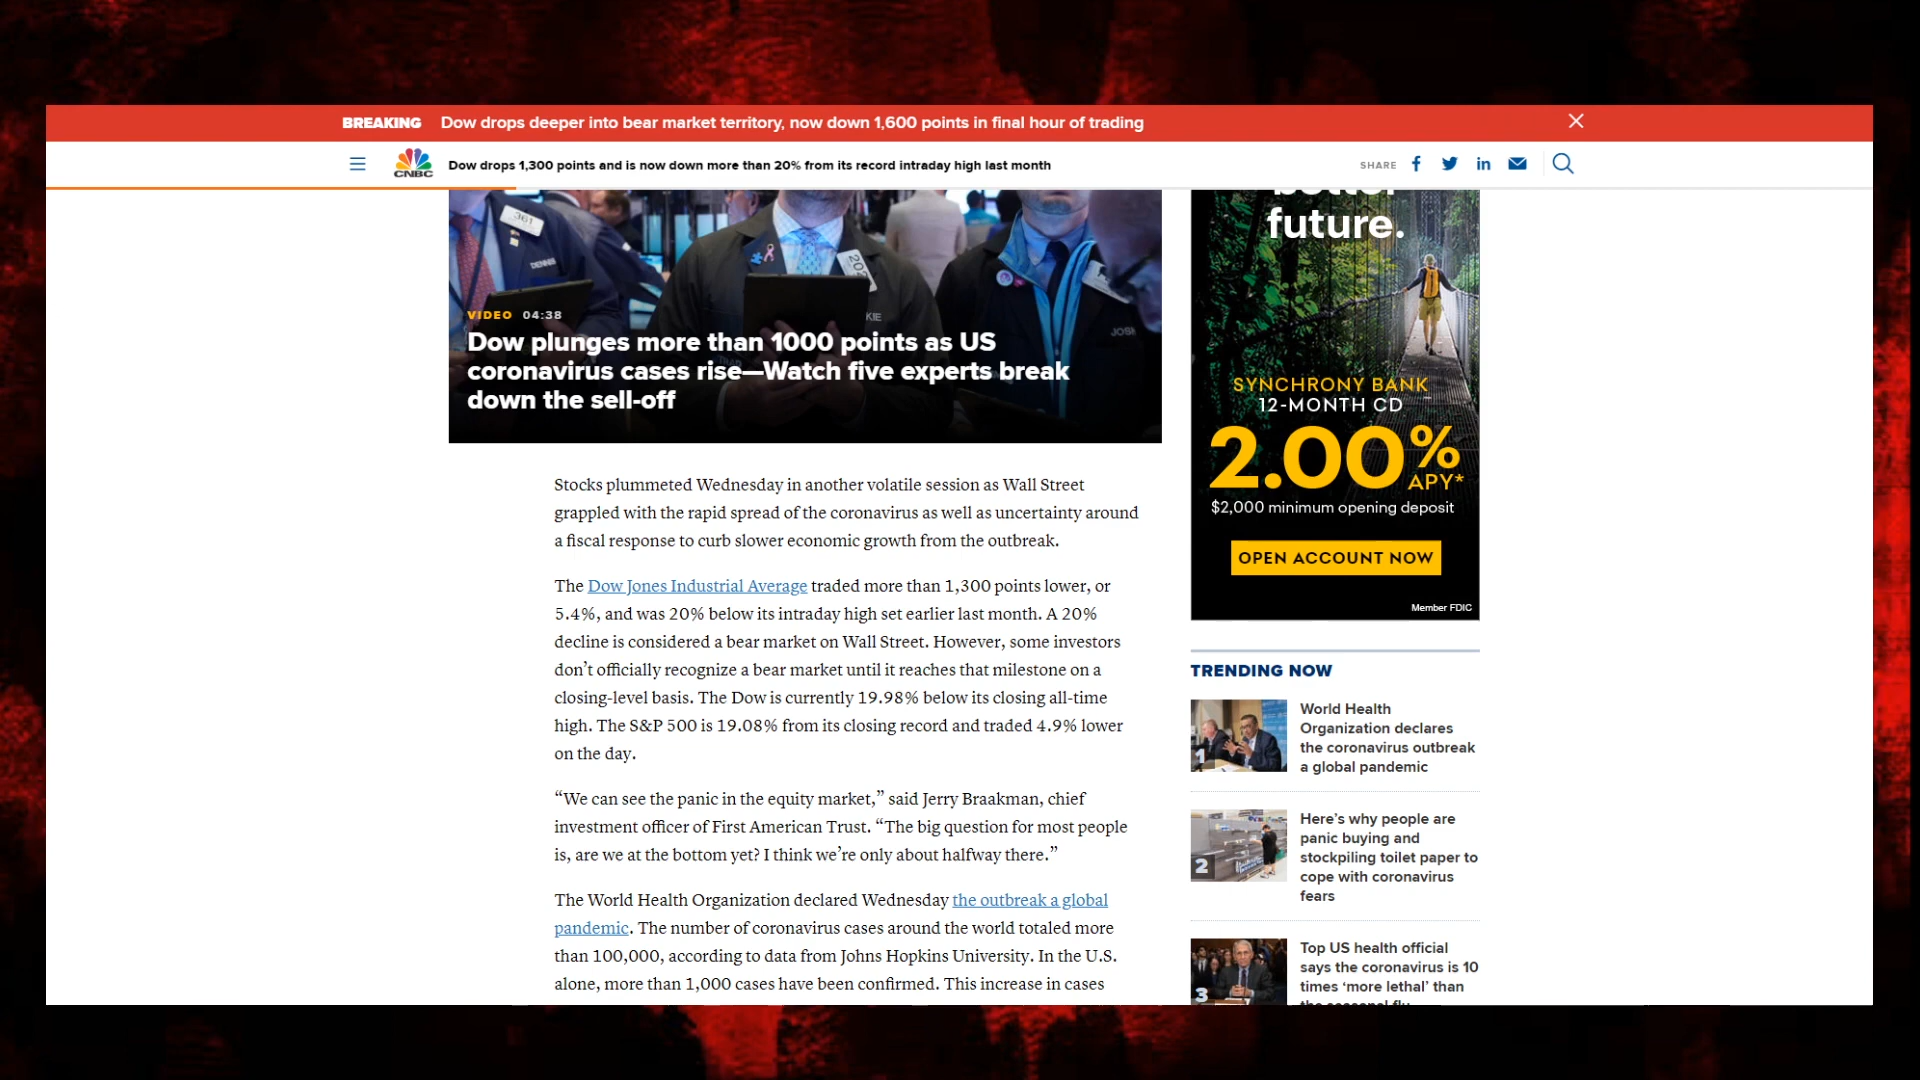 BREAKING Dow drops deeper into bear market territory, now down 1,600 points in final hour of trading
CNBC
Dow drops 1,300 points and is now down more than 20% from its record intraday high last month
SHARE
361
DENNIS
VIDEO 04:38
Dow plunges more than 1000 points as US
coronavirus cases rise—Watch five experts break
down the sell-off
Stocks plummeted Wednesday in another volatile session as Wall Street
grappled with the rapid spread of the coronavirus as well as uncertainty around
a fiscal response to curb slower economic growth from the outbreak.
The Dow Jones Industrial Average traded more than 1,300 points lower, or
5.4%, and was 20% below its intraday high set earlier last month. A 20%
decline is considered a bear market on Wall Street. However, some investors
don’t officially recognize a bear market until it reaches that milestone on a
closing-level basis. The Dow is currently 19.98% below its closing all-time
high. The S&P 500 is 19.08% from its closing record and traded 4.9% lower
on the day.
“We can see the panic in the equity market,” said Jerry Braakman, chief
investment officer of First American Trust. “The big question for most people
is, are we at the bottom yet? I think we’re only about halfway there.”
The World Health Organization declared Wednesday the outbreak a global
pandemic. The number of coronavirus cases around the world totaled more
than 100,000, according to data from Johns Hopkins University. In the U.S.
alone, more than 1,000 cases have been confirmed. This increase in cases
better
future.
SYNCHRONY BANK
12-MONTH CD
2.00%
APY*
$2,000 minimum opening deposit
OPEN ACCOUNT NOW
Member FDIC
TRENDING NOW
1
World Health
Organization declares
the coronavirus outbreak
a global pandemic
2
Here’s why people are
panic buying and
stockpiling toilet paper to
cope with coronavirus
fears
3
Top US health official
says the coronavirus is 10
times ‘more lethal’ than
the seasonal flu